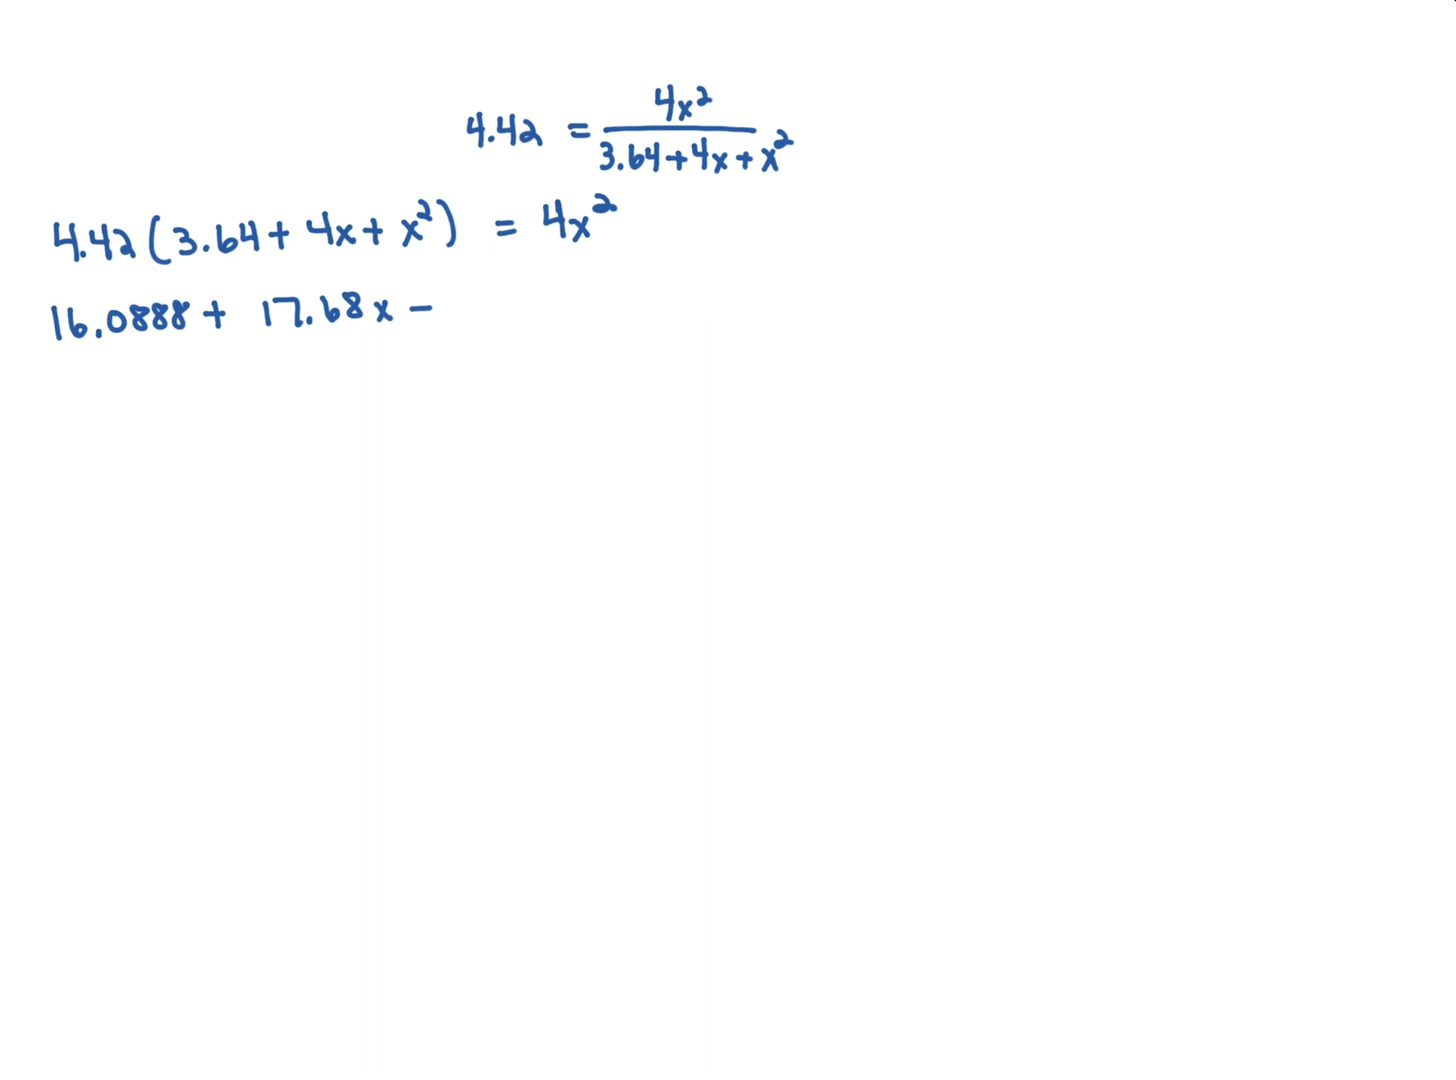 4.42 = 4x²/(3.64+4x+x²)
4.42(3.64+4x+x²) = 4x²
16.0888+ 17.68x −